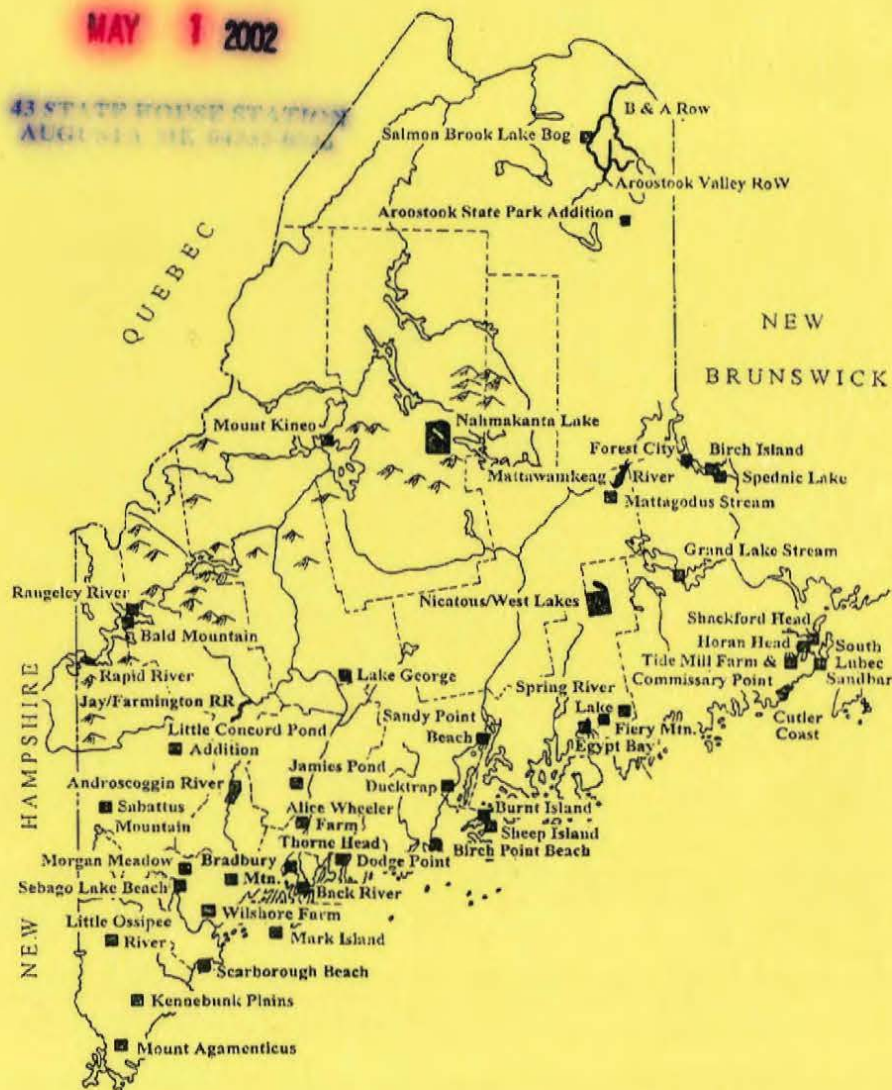 MAY 1 2002
43 STATE HOUSE STATION
AUGUSTA ME
B & A Row
Salmon Brook Lake Bog
Aroostook Valley RoW
Aroostook State Park Addition
QUEBEC
NEW
BRUNSWICK
Mount Kineo
Nahmakanta Lake
Forest City
Birch Island
Mattawamkeag
River
Spednic Lake
Mattagodus Stream
Grand Lake Stream
Rangeley River
Nicatous/West Lakes
Shackford Head
Bald Mountain
Horan Head
South
Lubec
Sandbar
Tide Mill Farm &
Commissary Point
Rapid River
Lake George
Spring River
Lake
Jay/Farmington RR
Sandy Point
Beach
Cutler
Coast
Little Concord Pond
Addition
Fiery Mtn.
Egypt Bay
Androscoggin River
Jamies Pond
Ducktrap
Sabattus
Mountain
Alice Wheeler
Farm
Burnt Island
Sheep Island
Thorne Head
Birch Point Beach
Morgan Meadow
Bradbury
Mtn.
Dodge Point
Sebago Lake Beach
Back River
Wilshore Farm
Little Ossipee
River
Mark Island
Scarborough Beach
NEW HAMPSHIRE
Kennebunk Plains
Mount Agamenticus